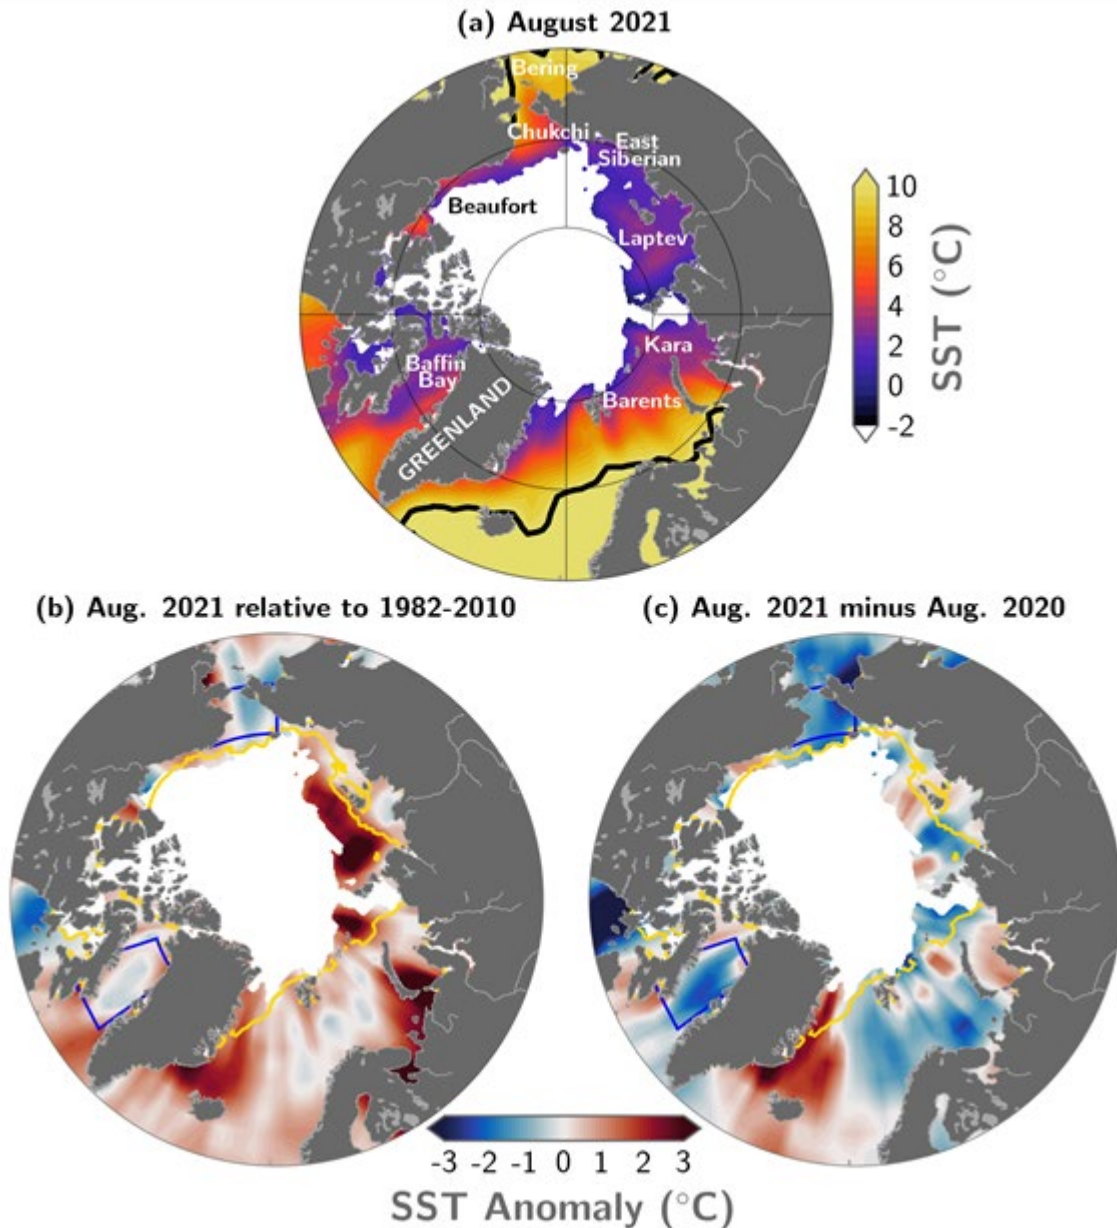 (a) August 2021
Bering
Chukchi
East
Siberian
Beaufort
Laptev
Kara
Baffin
Bay
Barents
GREENLAND
10
8
6
4
2
0
-2
SST (°C)
(b) Aug. 2021 relative to 1982-2010
(c) Aug. 2021 minus Aug. 2020
-3 -2 -1 0 1 2 3
SST Anomaly (°C)